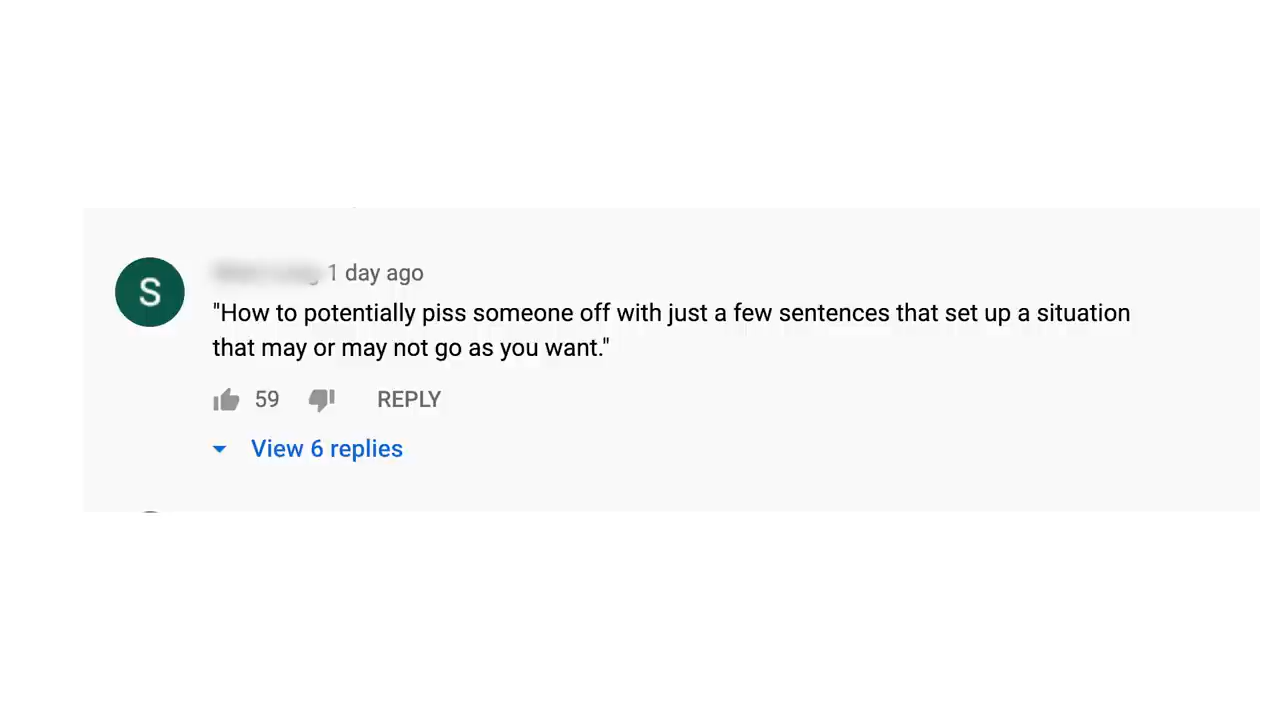 S
1 day ago
"How to potentially piss someone off with just a few sentences that set up a situation
that may or may not go as you want."
59 REPLY
View 6 replies